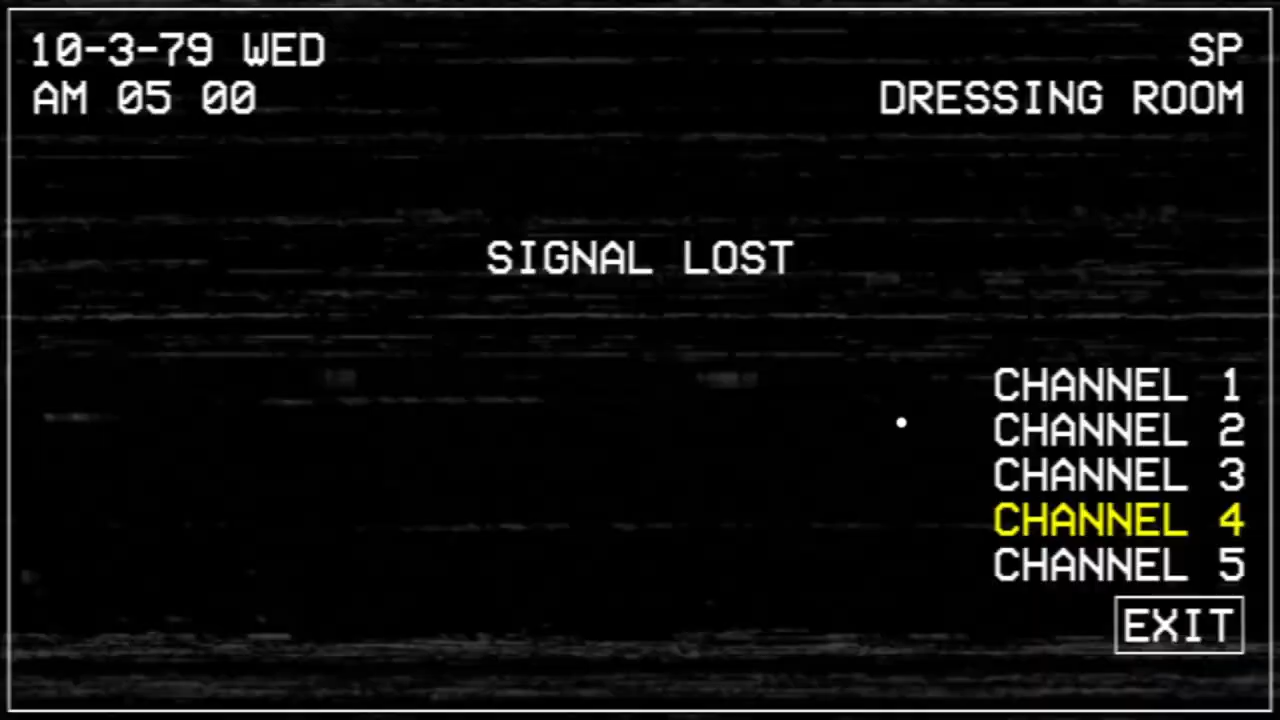 10-3-79 WED
SP
AM 05 00
DRESSING ROOM
SIGNAL LOST
CHANNEL 1
CHANNEL 2
CHANNEL 3
CHANNEL 4
CHANNEL 5
EXIT